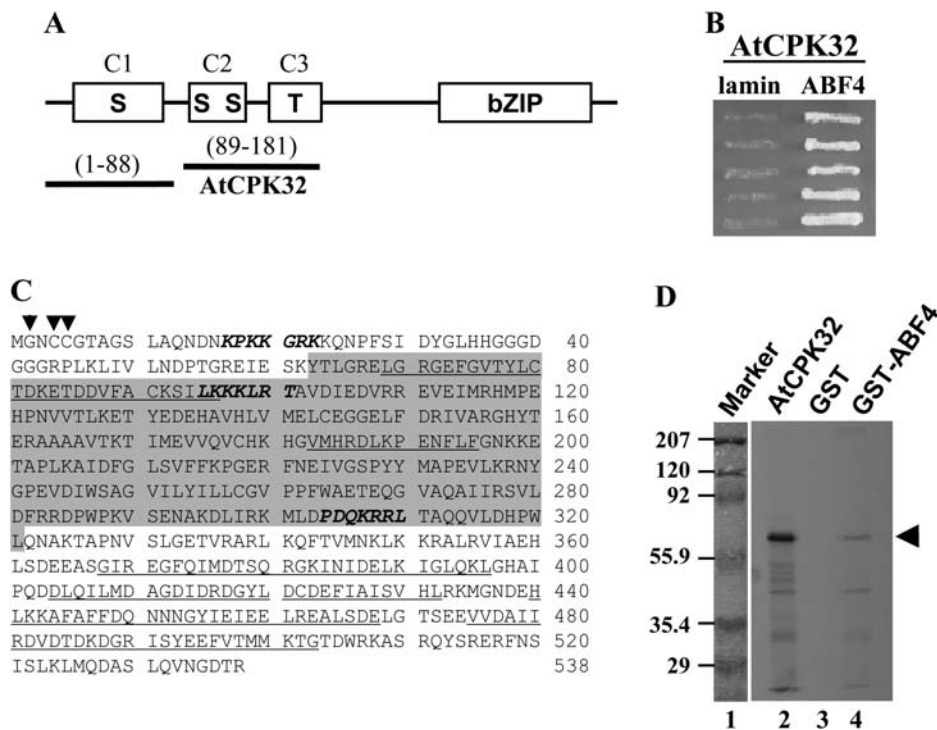 A
C1 C2 C3
S S S T bZIP
(1-88) (89-181)
AtCPK32
B
AtCPK32
lamin ABF4
C
MGNCCGTAGS LAQNDNKPKK GRKKQNPFSI DYGLHHGGGD 40
GGGRPLKLIV LNDPTGREIE SKYTLGRELG RGEFGVTYLC 80
TDKETDDVFA CKSILKKKLR TAVDIEDVRR EVEIMRHMPE 120
HPNVVTLKET YEDEHAVHLV MELCEGGELF DRIVARGHYT 160
ERAAAAVTKT IMEVVQVCHK HGVMHRDLKP ENFLFGNKKE 200
TAPLKAIDFG LSVFFKPGER FNEIVGSPYY MAPEVLKRNY 240
GPEVDIWSAG VILYILLCGV PPFWAETEQG VAQAIIRSVL 280
DFRRDPWPKV SENAKDLIRK MLDPDQKRRL TAQQVLDHPW 320
LQNAKTAPNV SLGETVRARL KQFTVMNKLK KRALRVIAEH 360
LSDEEASGIR EGFQIMDTSQ RGKINIDELK IGLQKLGHAI 400
PQDDLQILMD AGDIDRDGYL DCDEFIAISV HLRKMGNDEH 440
LKKAFAFFDQ NNNGYIEIEE LREALSDELG TSEEVVDAII 480
RDVDTDKDGR ISYEEFVTMM KTGTDWRKAS RQYSRERFNS 520
ISLKLMQDAS LQVNGDTR 538
D
Marker AtCPK32 GST GST-ABF4
207
120
92
55.9
35.4
29
1 2 3 4